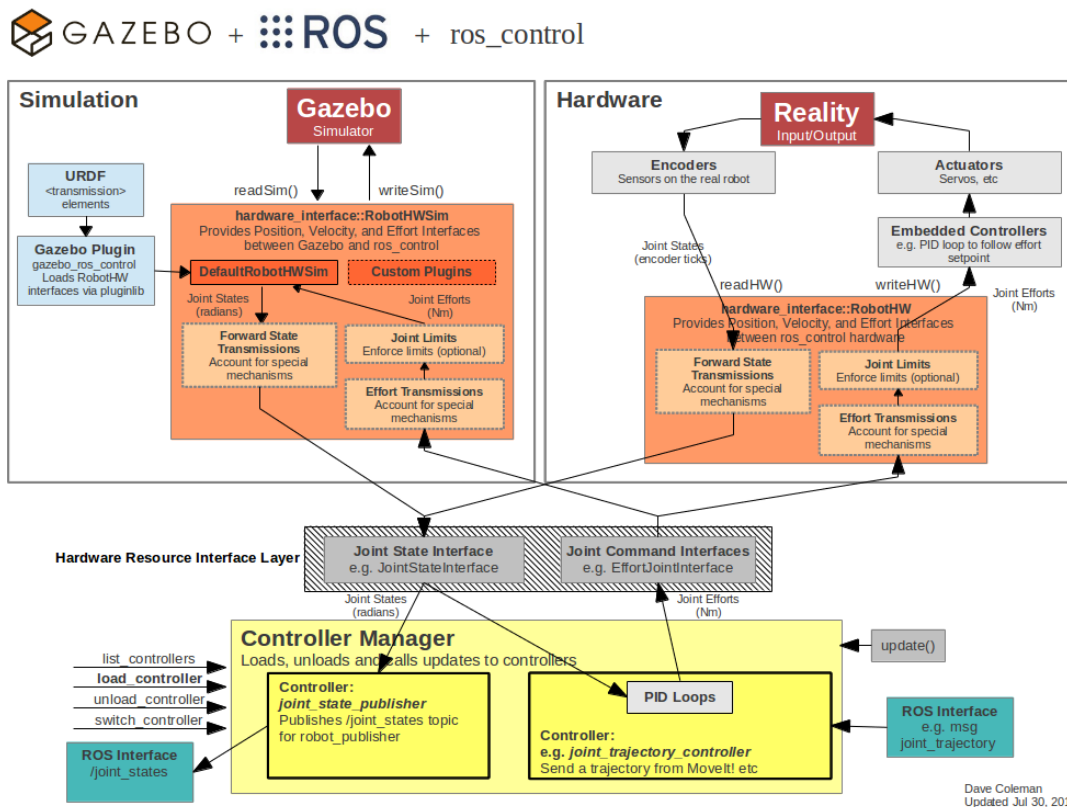 GAZEBO + ROS + ros_control
Simulation
Gazebo
Simulator
URDF
<transmission>
elements
readSim()
writeSim()
Gazebo Plugin
gazebo_ros_control
Loads RobotHW
interfaces via pluginlib
hardware_interface::RobotHWSim
Provides Position, Velocity, and Effort Interfaces
between Gazebo and ros_control
DefaultRobotHWSim
Custom Plugins
Joint States
(radians)
Joint Efforts
(Nm)
Forward State
Transmissions
Account for special
mechanisms
Joint Limits
Enforce limits (optional)
Effort Transmissions
Account for special
mechanisms
Hardware
Reality
Input/Output
Encoders
Sensors on the real robot
Actuators
Servos, etc
Embedded Controllers
e.g. PID loop to follow effort
setpoint
Joint States
(encoder ticks)
readHW()
writeHW()
Joint Efforts
(Nm)
hardware_interface::RobotHW
Provides Position, Velocity, and Effort Interfaces
between ros_control hardware
Forward State
Transmissions
Account for special
mechanisms
Joint Limits
Enforce limits (optional)
Effort Transmissions
Account for special
mechanisms
Hardware Resource Interface Layer
Joint State Interface
e.g. JointStateInterface
Joint Command Interfaces
e.g. EffortJointInterface
Joint States
(radians)
Joint Efforts
(Nm)
Controller Manager
Loads, unloads and calls updates to controllers
update()
list_controllers
load_controller
unload_controller
switch_controller
Controller:
joint_state_publisher
Publishes /joint_states topic
for robot_publisher
PID Loops
Controller:
e.g. joint_trajectory_controller
Send a trajectory from MoveIt! etc
ROS Interface
/joint_states
ROS Interface
e.g. msg
joint_trajectory
Dave Coleman
Updated Jul 30, 201